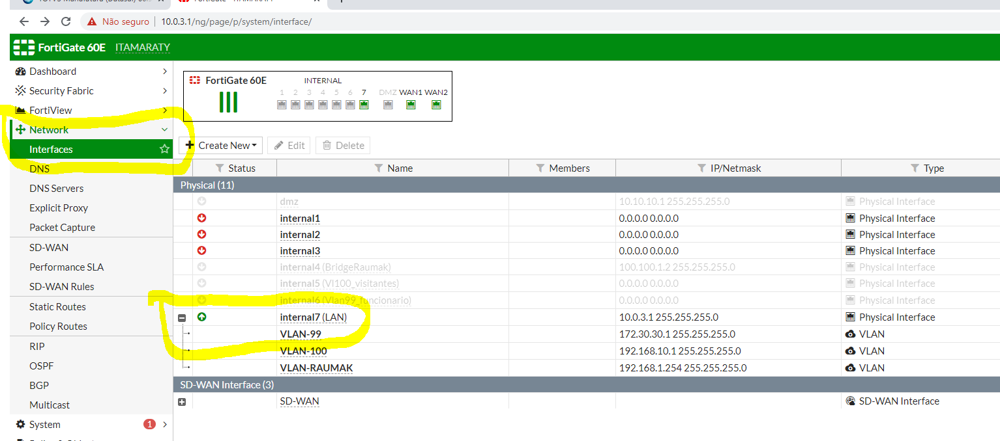 FortiGate - ITAMARATY
Não seguro 10.0.3.1/ng/page/p/system/interface/
FortiGate 60E ITAMARATY
Dashboard
Security Fabric
FortiView
Network
Interfaces
DNS
DNS Servers
Explicit Proxy
Packet Capture
SD-WAN
Performance SLA
SD-WAN Rules
Static Routes
Policy Routes
RIP
OSPF
BGP
Multicast
System 1
FortiGate 60E INTERNAL
1 2 3 4 5 6 7 DMZ WAN1 WAN2
Create New Edit Delete
Status Name Members IP/Netmask Type
Physical (11)
dmz 10.10.10.1 255.255.255.0 Physical Interface
internal1 0.0.0.0 0.0.0.0 Physical Interface
internal2 0.0.0.0 0.0.0.0 Physical Interface
internal3 0.0.0.0 0.0.0.0 Physical Interface
internal4 (BridgeRaumak) 100.100.1.2 255.255.255.0 Physical Interface
internal5 (Vl100_visitantes) 0.0.0.0 0.0.0.0 Physical Interface
internal6 (Vlan99_funcionario) 0.0.0.0 0.0.0.0 Physical Interface
internal7 (LAN) 10.0.3.1 255.255.255.0 Physical Interface
VLAN-99 172.30.30.1 255.255.255.0 VLAN
VLAN-100 192.168.10.1 255.255.255.0 VLAN
VLAN-RAUMAK 192.168.1.254 255.255.255.0 VLAN
SD-WAN Interface (3)
SD-WAN SD-WAN Interface